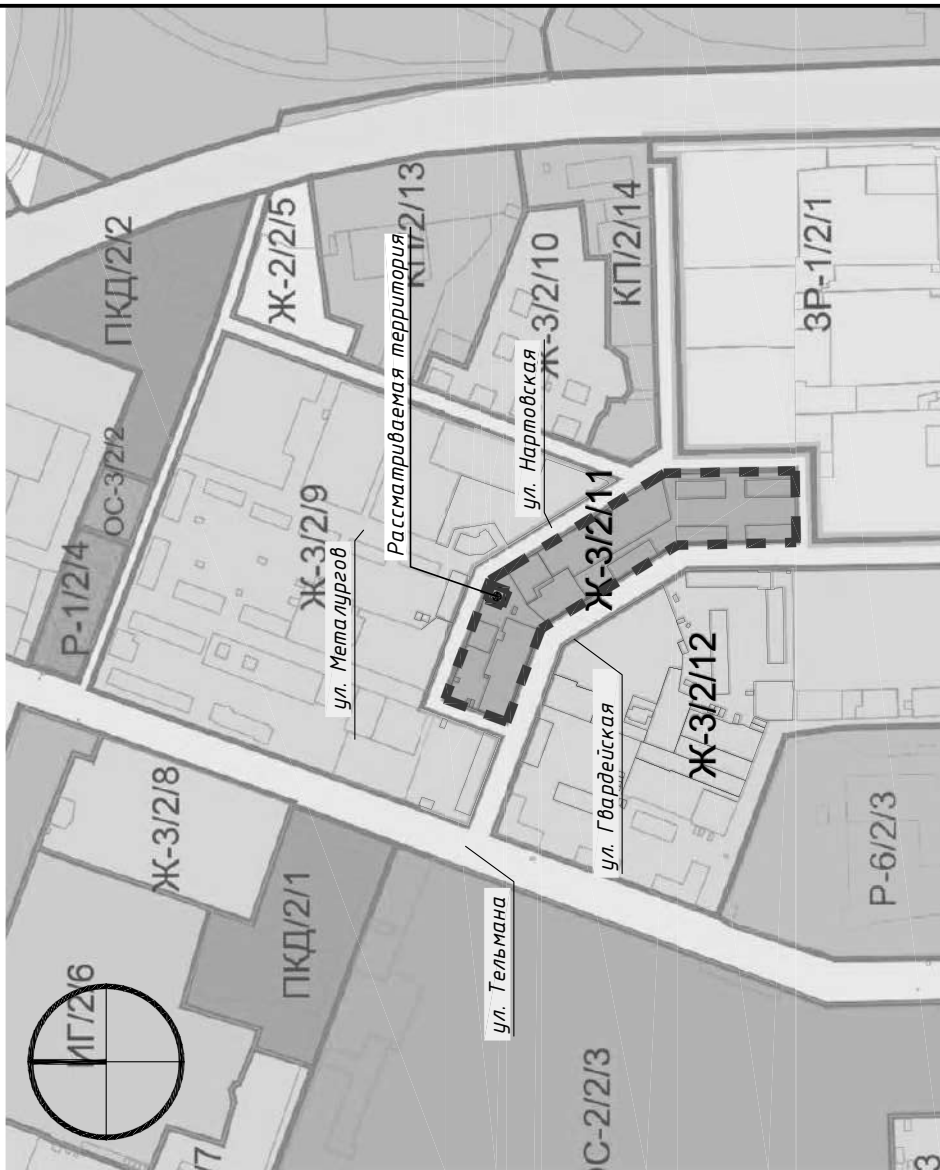 ПКД/2/2
Ж-2/2/5
КП/2/13
Рассматриваемая территория
Ж-3/2/10
КП/2/14
ЗР-1/2/1
ОС-3/2/2
Р-1/2/4
Ж-3/2/9
ул. Металургов
ул. Нартовская
Ж-3/2/11
Ж-3/2/12
ул. Гвардейская
Ж-3/2/8
ПКД/2/1
ул. Тельмана
Р-6/2/3
ИГ/2/6
ОС-2/2/3